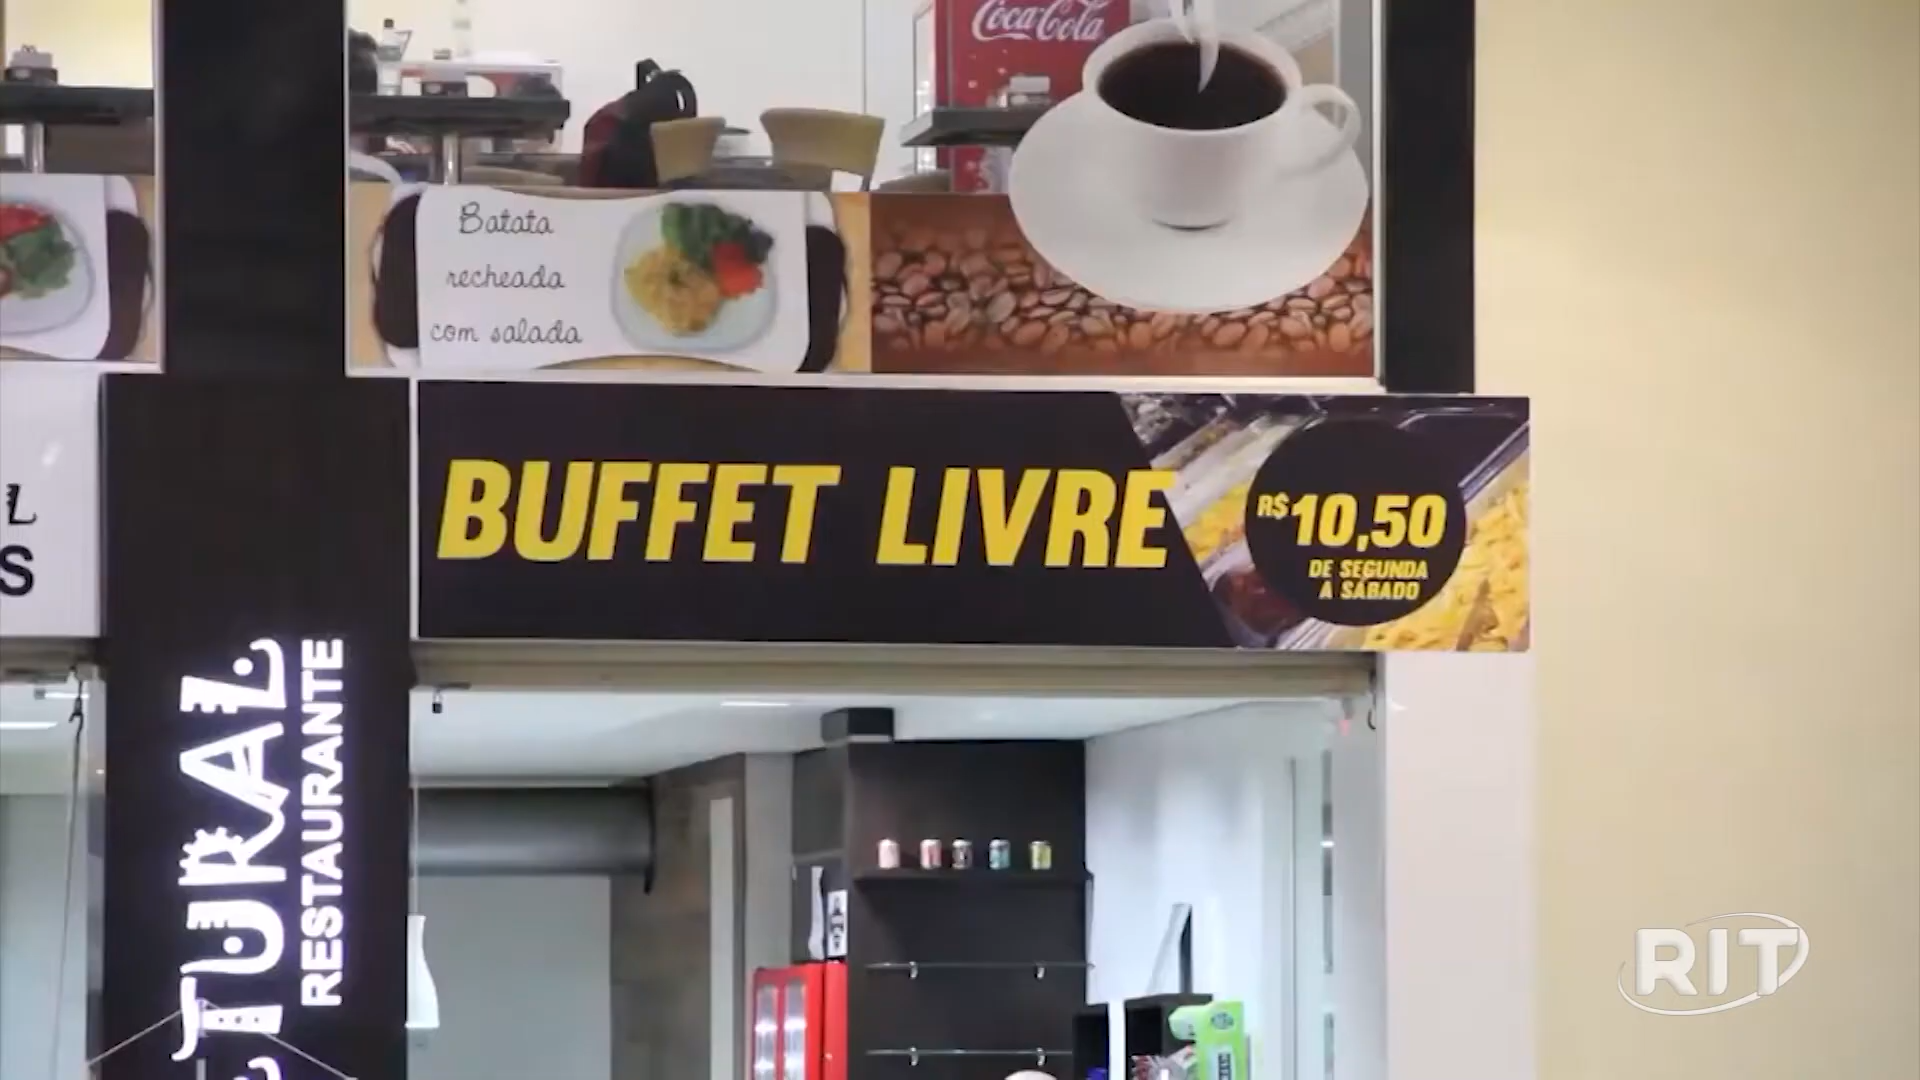 Coca-Cola
Batata
recheada
com salada
BUFFET LIVRE
R$10,50
DE SEGUNDA
A SÁBADO
L
S
TURAL
RESTAURANTE
RIT